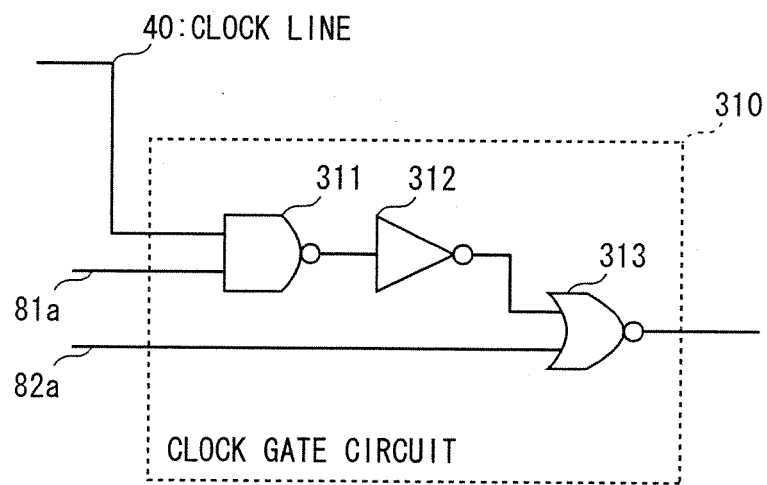 40:CLOCK LINE
310
311
312
313
81a
82a
CLOCK GATE CIRCUIT